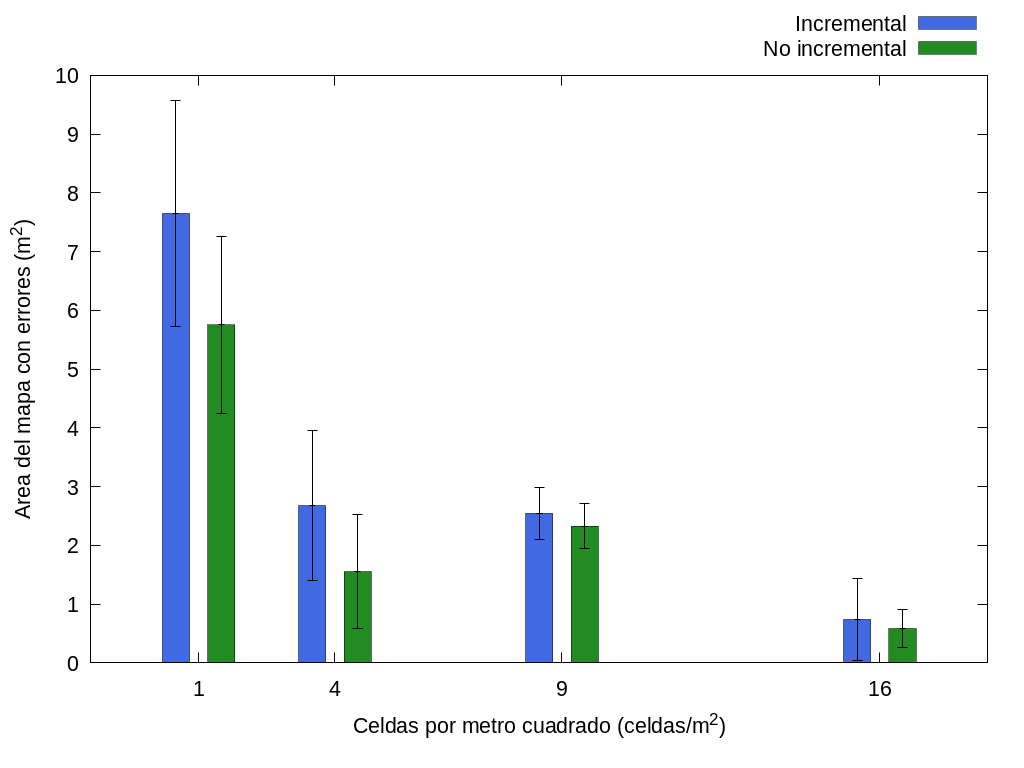 Incremental
No incremental
10
9
8
7
6
5
4
3
2
1
0
Area del mapa con errores (m²)
1 4 9 16
Celdas por metro cuadrado (celdas/m²)